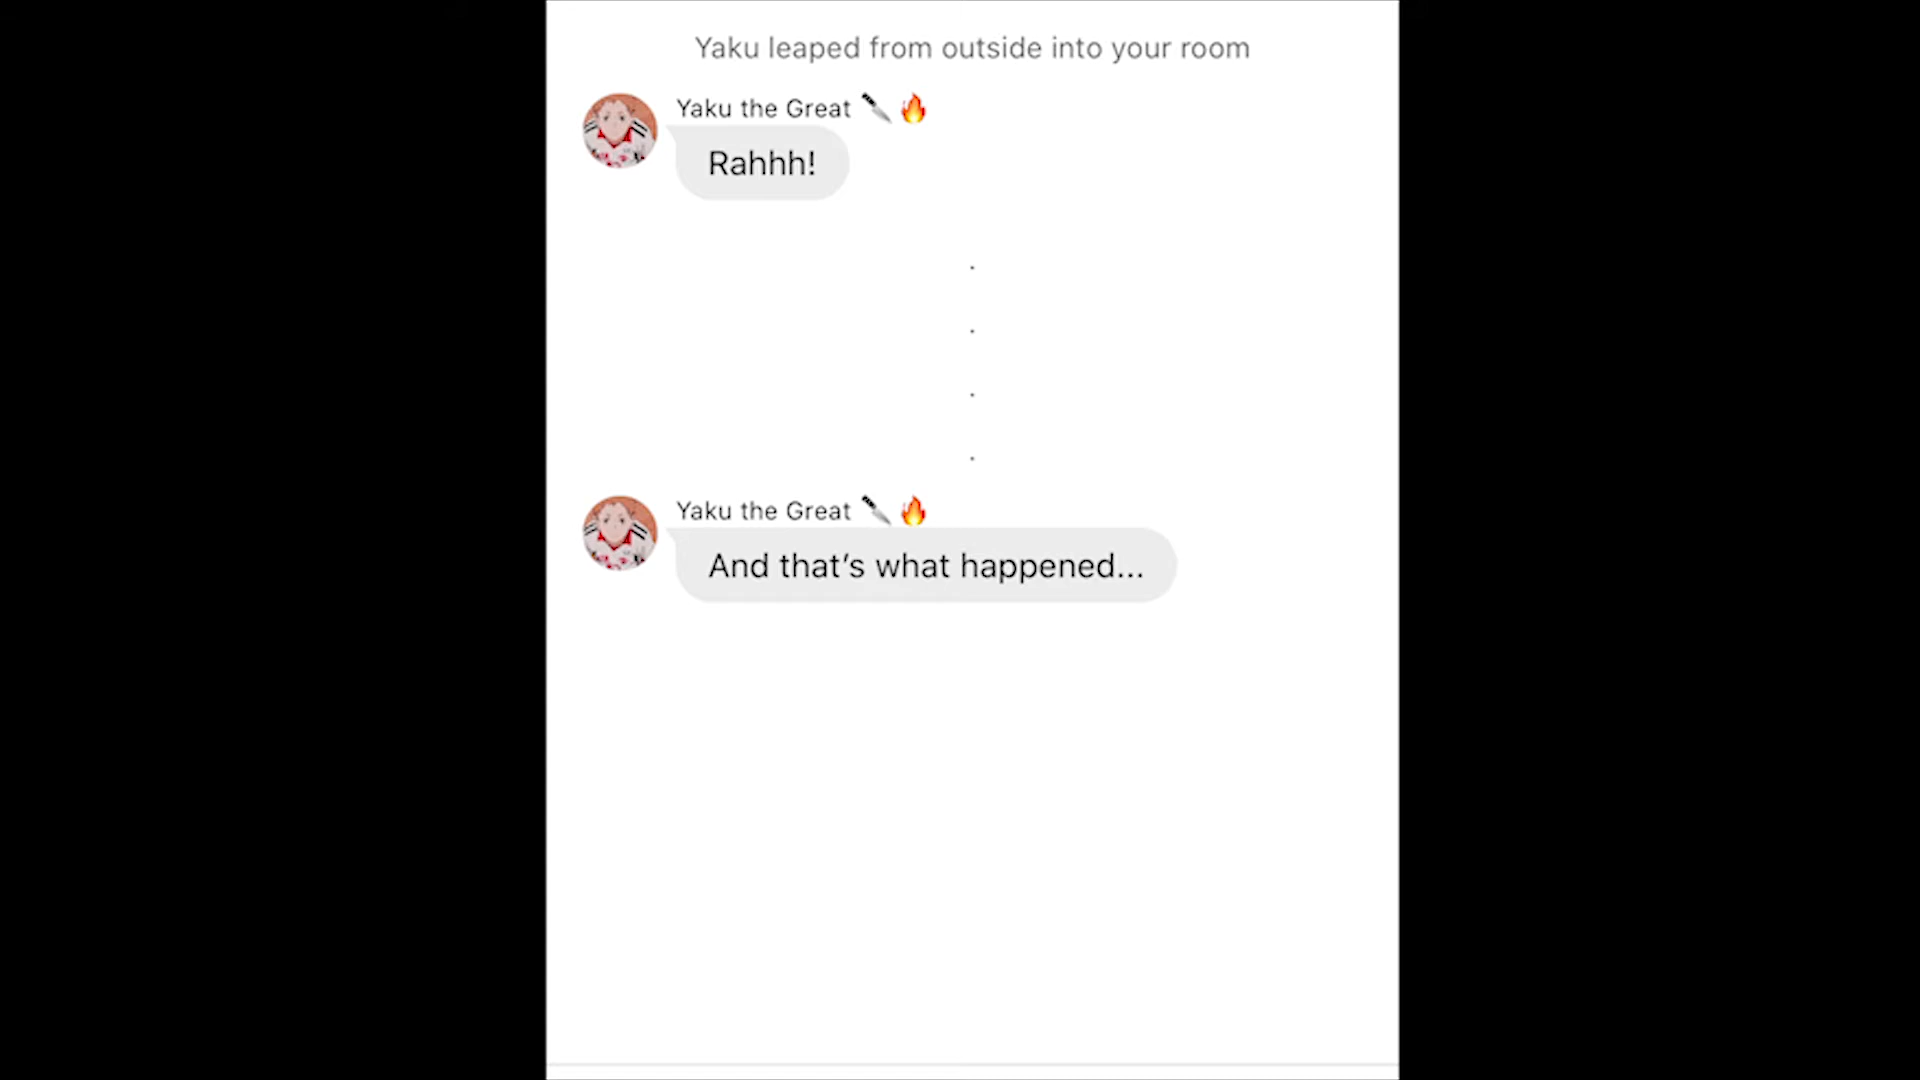 Yaku leaped from outside into your room
Yaku the Great 🔪🔥
Rahhh!
.
.
.
.
Yaku the Great 🔪🔥
And that’s what happened...